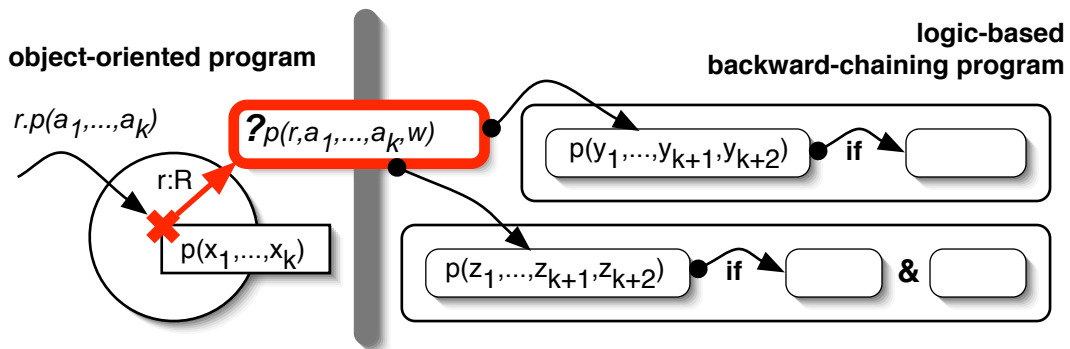 object-oriented program
logic-based
backward-chaining program
r.p(a1,...,ak)
?p(r,a1,...,ak,w)
r:R
p(x1,...,xk)
p(y1,...,yk+1,yk+2)
if
p(z1,...,zk+1,zk+2)
if
&